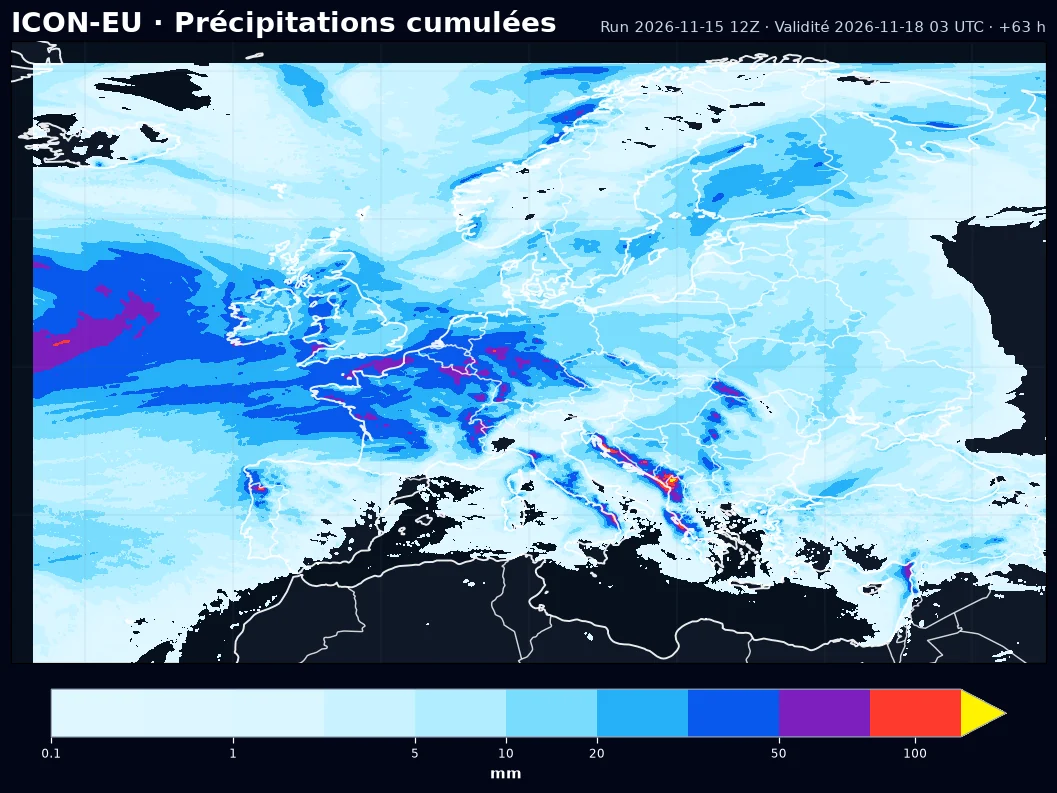 ICON-EU · Précipitations cumulées
Run 2026-11-15 12Z · Validité 2026-11-18 03 UTC · +63 h
0.1 1 5 10 20 50 100
mm